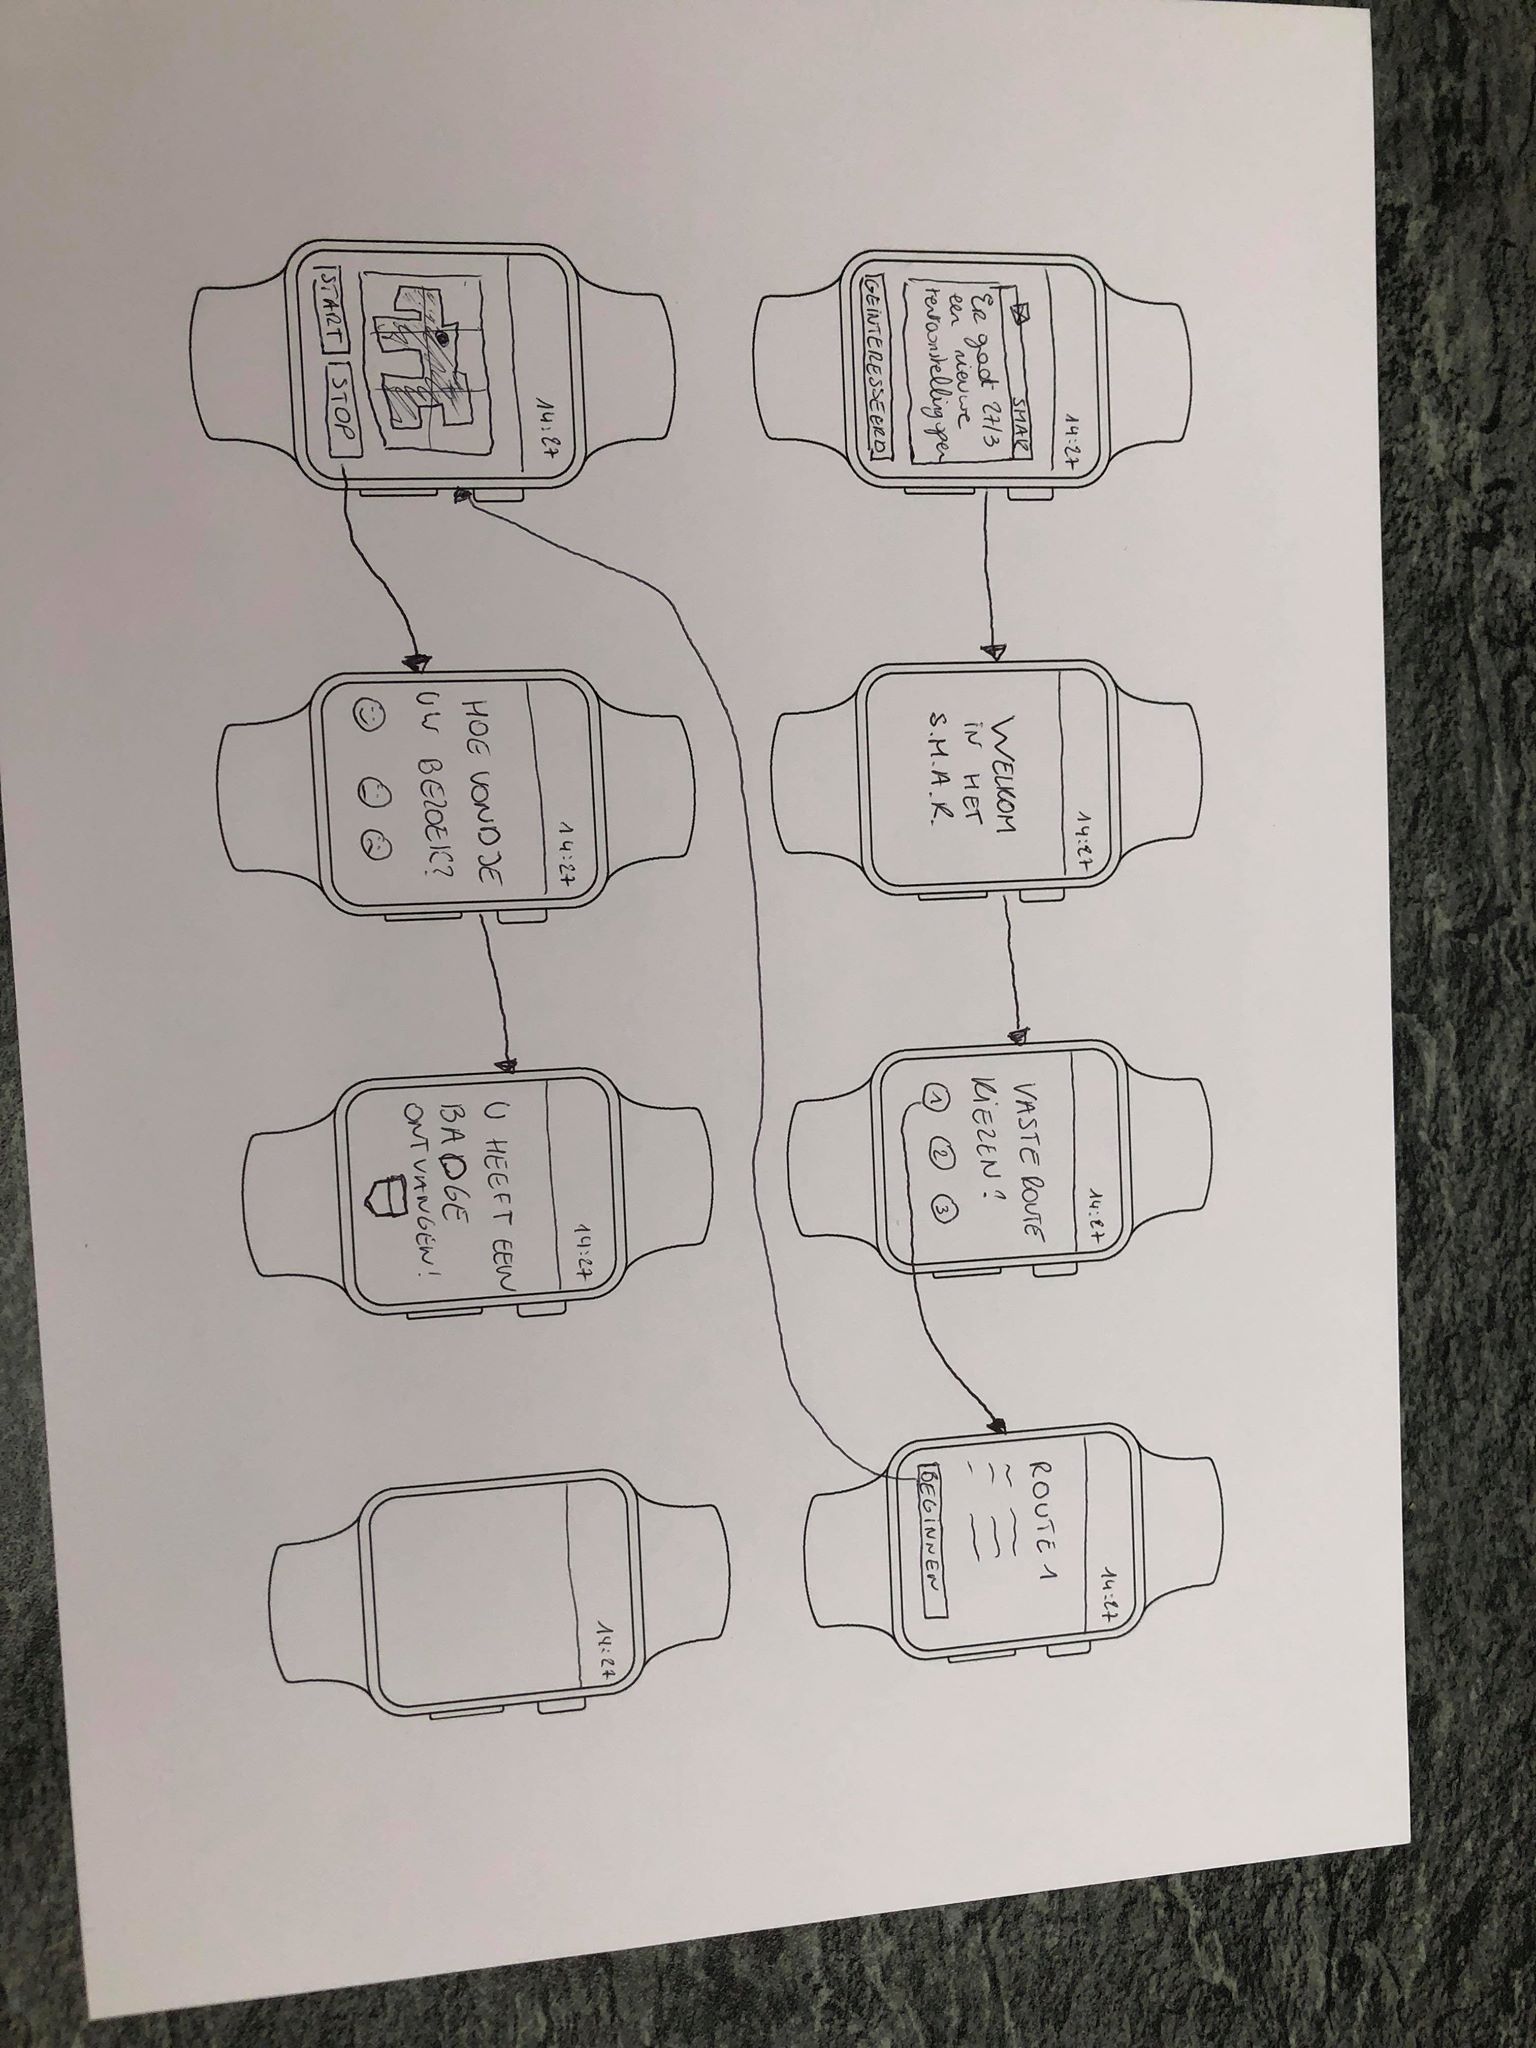 14:27
SMAR
Er gaat 27/3
een nieuwe
tentoonstelling open
GEINTERESSEERD
14:27
WELKOM
IN HET
S.M.A.R.
14:27
VASTE ROUTE
KIEZEN?
1 2 3
14:27
ROUTE 1
BEGINNEN
14:27
START STOP
14:27
HOE VOND JE
UW BEZOEK?
14:27
U HEEFT EEN
BADGE
ONTVANGEN!
14:27